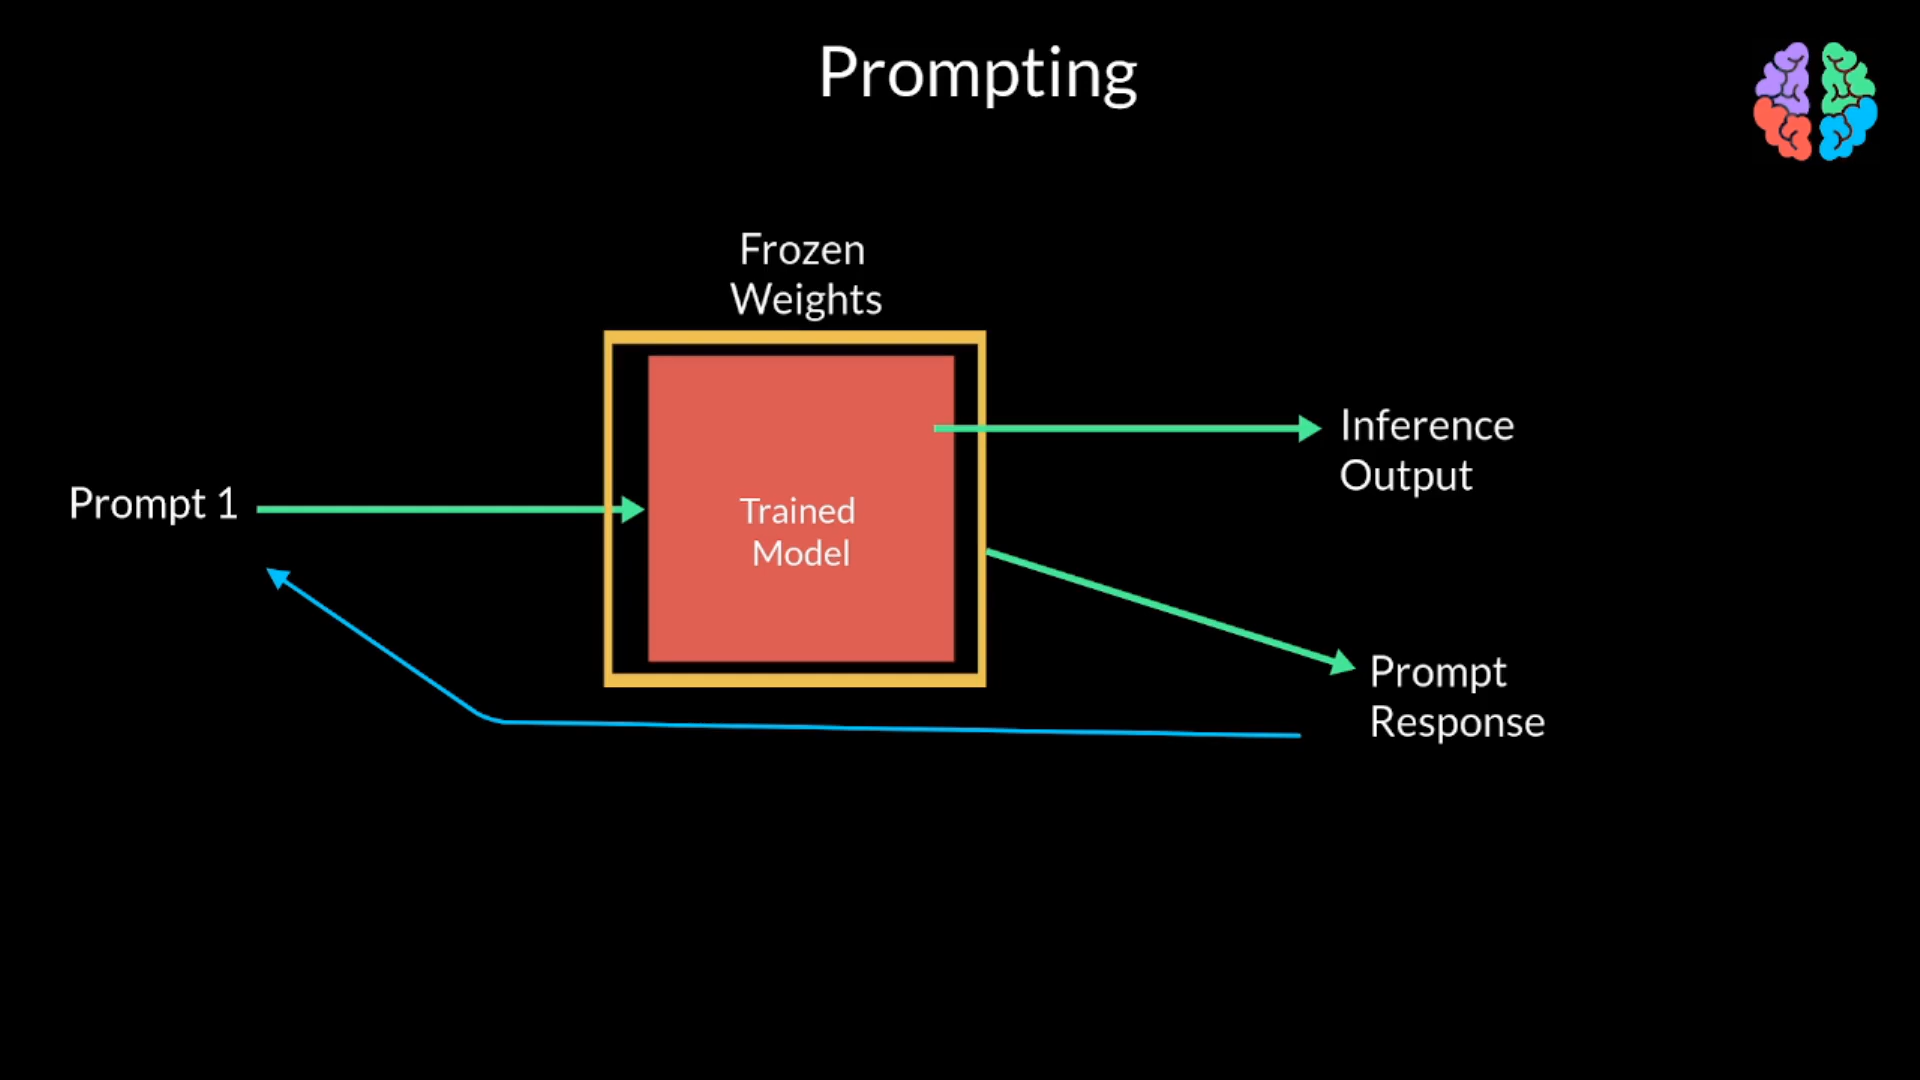 Prompting
Frozen
Weights
Prompt 1
Trained
Model
Inference
Output
Prompt
Response